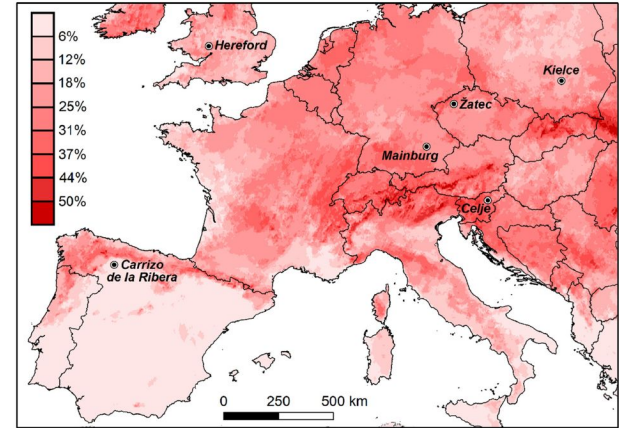 6%
12%
18%
25%
31%
37%
44%
50%
Hereford
Kielce
Žatec
Mainburg
Celje
Carrizo
de la Ribera
0 250 500 km